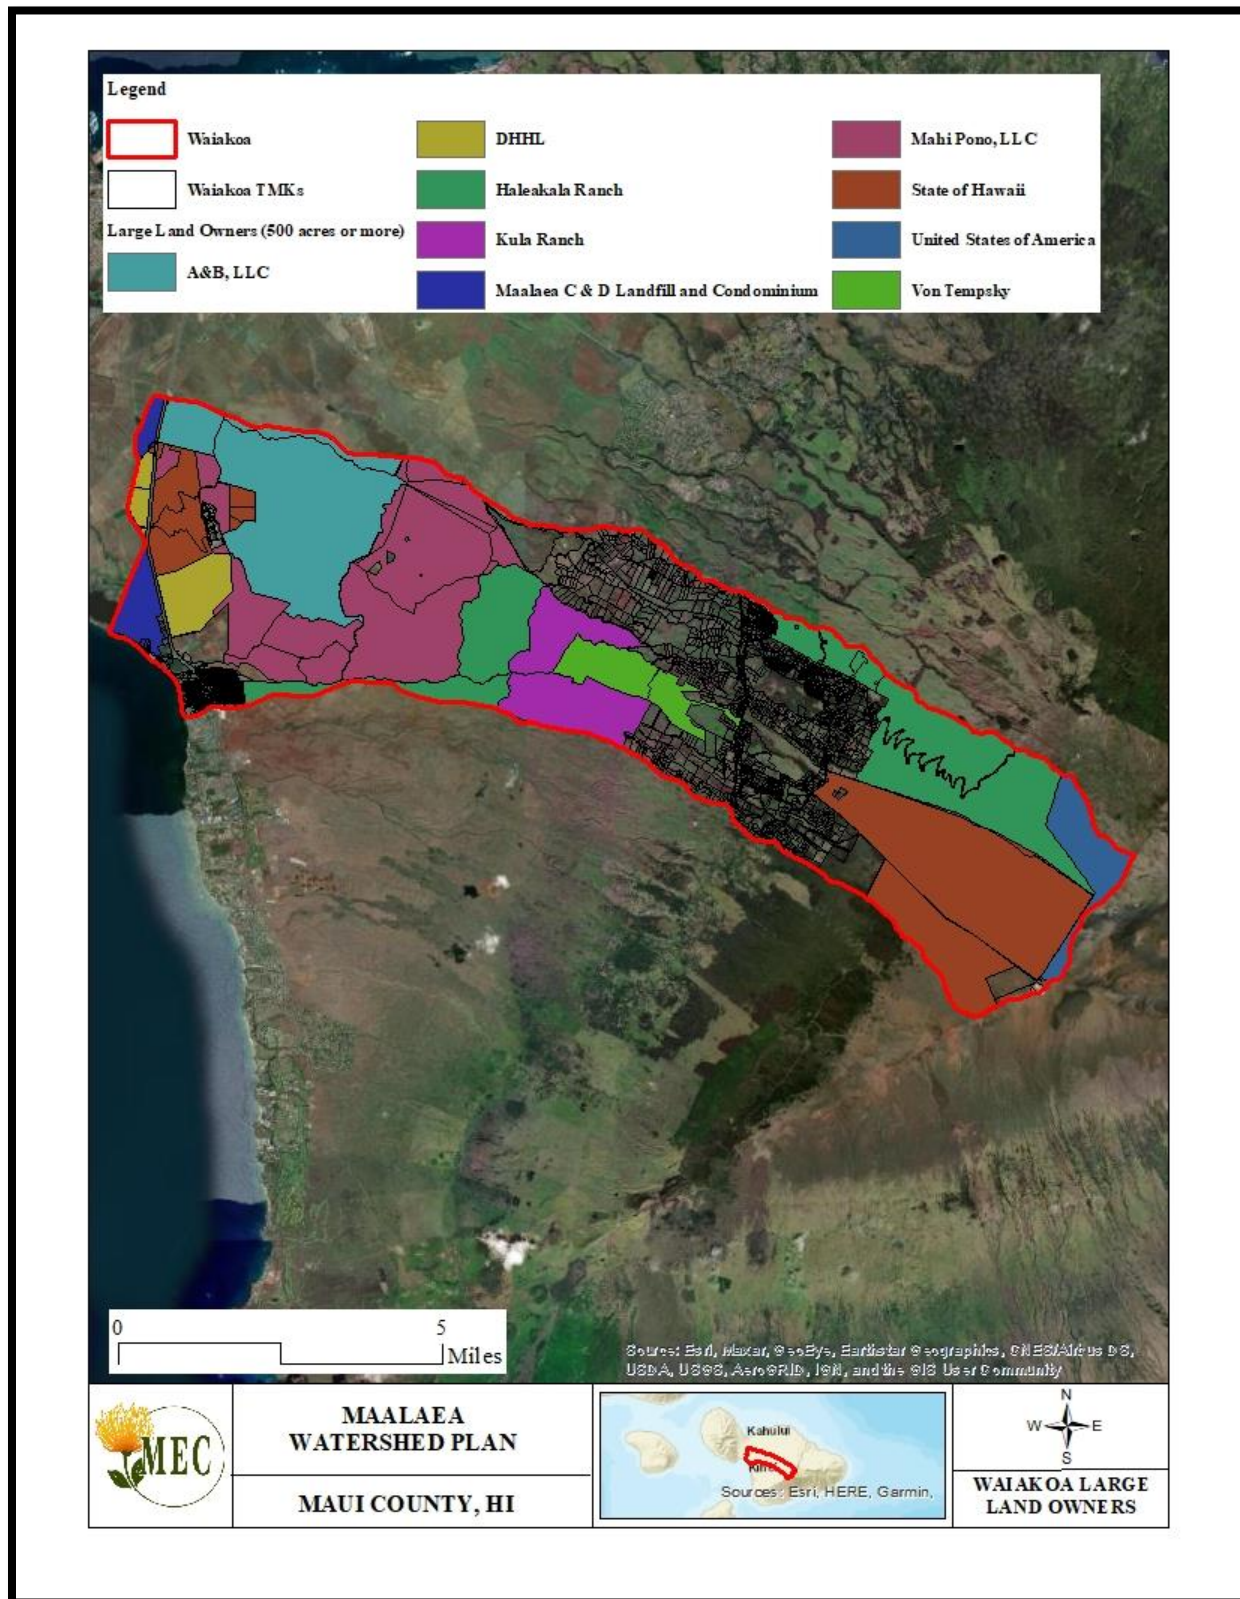 Legend
Waiakoa
Waiakoa TMKs
Large Land Owners (500 acres or more)
A&B, LLC
DHHL
Haleakala Ranch
Kula Ranch
Maalaea C & D Landfill and Condominium
Mahi Pono, LLC
State of Hawaii
United States of America
Von Tempsky
0 5
Miles
Source: Esri, Maxar, GeoEye, Earthstar Geographics, CNES/Airbus DS,
USDA, USGS, AeroGRID, IGN, and the GIS User Community
MEC
MAALAEA
WATERSHED PLAN
MAUI COUNTY, HI
Kahului
Sources: Esri, HERE, Garmin,
N
W E
S
WAIAKOA LARGE
LAND OWNERS